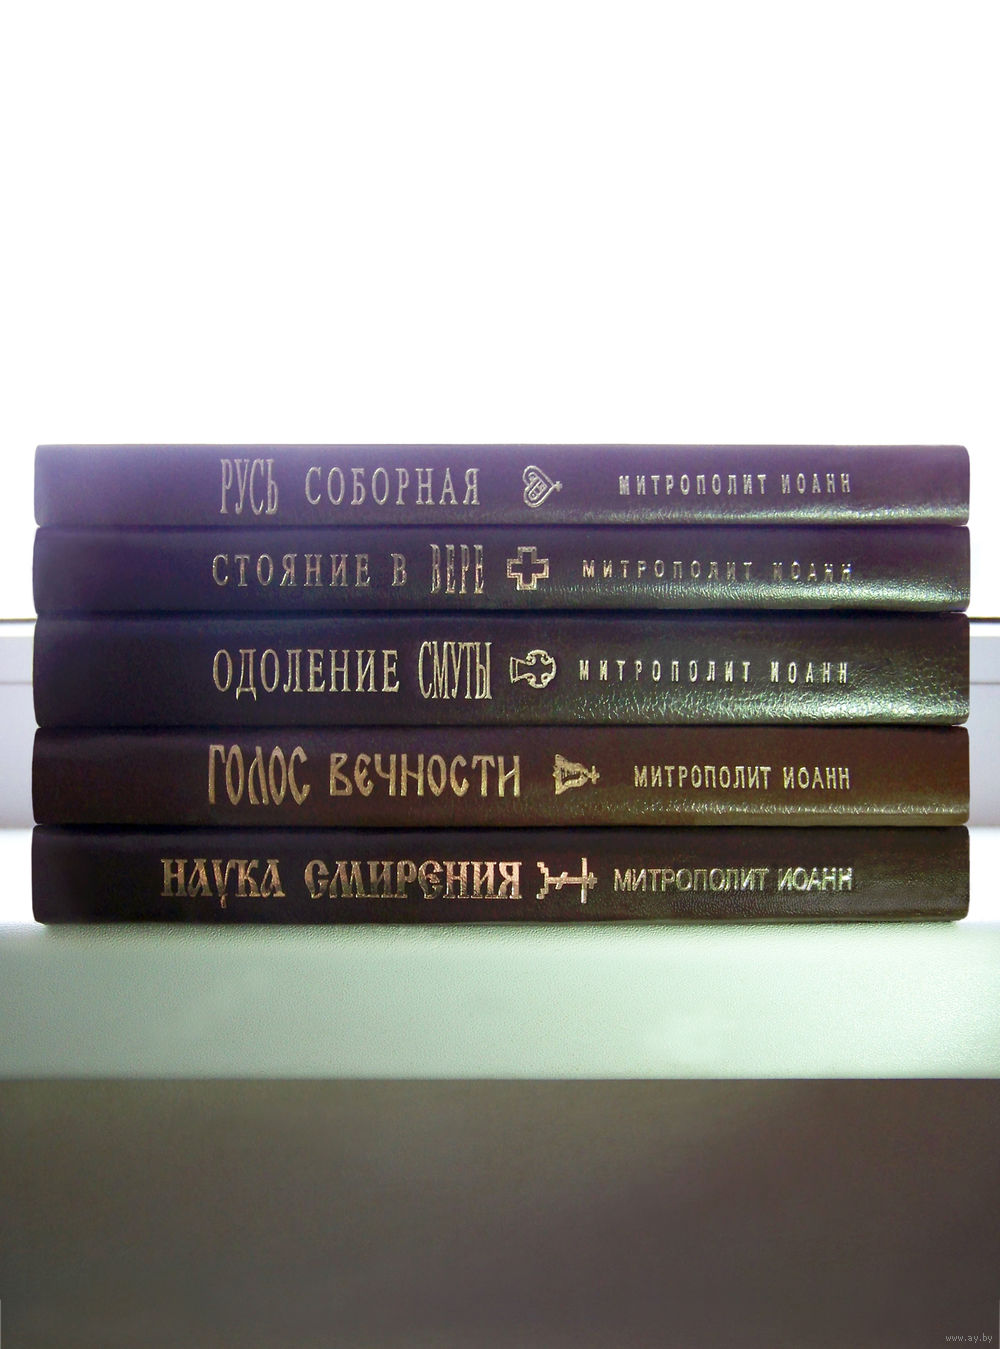 РУСЬ СОБОРНАЯ МИТРОПОЛИТ ИОАНН
СТОЯНИЕ В ВЕРЕ МИТРОПОЛИТ ИОАНН
ОДОЛЕНИЕ СМУТЫ МИТРОПОЛИТ ИОАНН
ГОЛОС ВЕЧНОСТИ МИТРОПОЛИТ ИОАНН
НАУКА СМИРЕНИЯ МИТРОПОЛИТ ИОАНН
www.ay.by